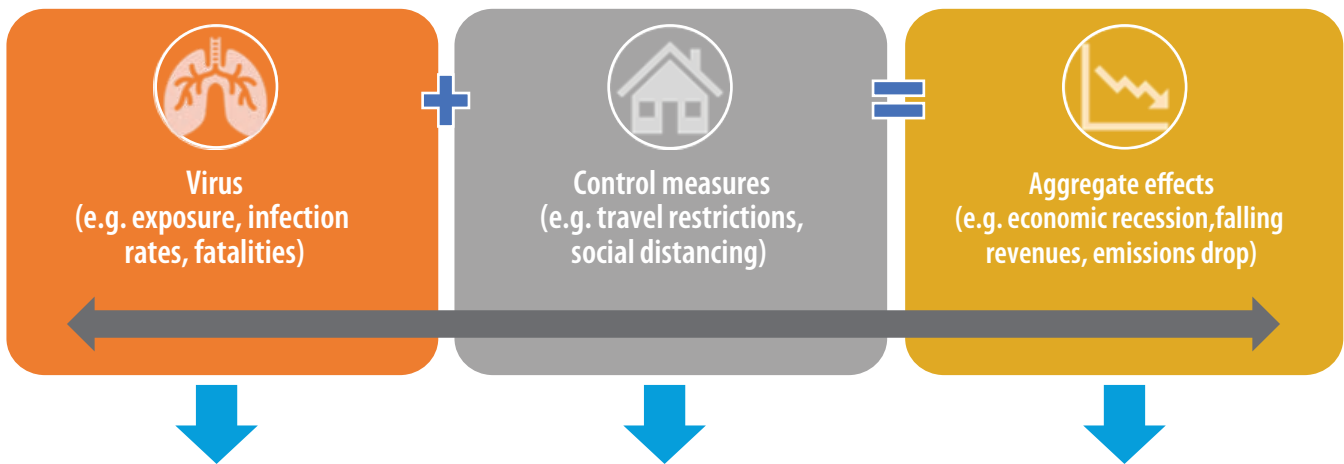 Virus
(e.g. exposure, infection
rates, fatalities)
Control measures
(e.g. travel restrictions,
social distancing)
Aggregate effects
(e.g. economic recession,falling
revenues, emissions drop)